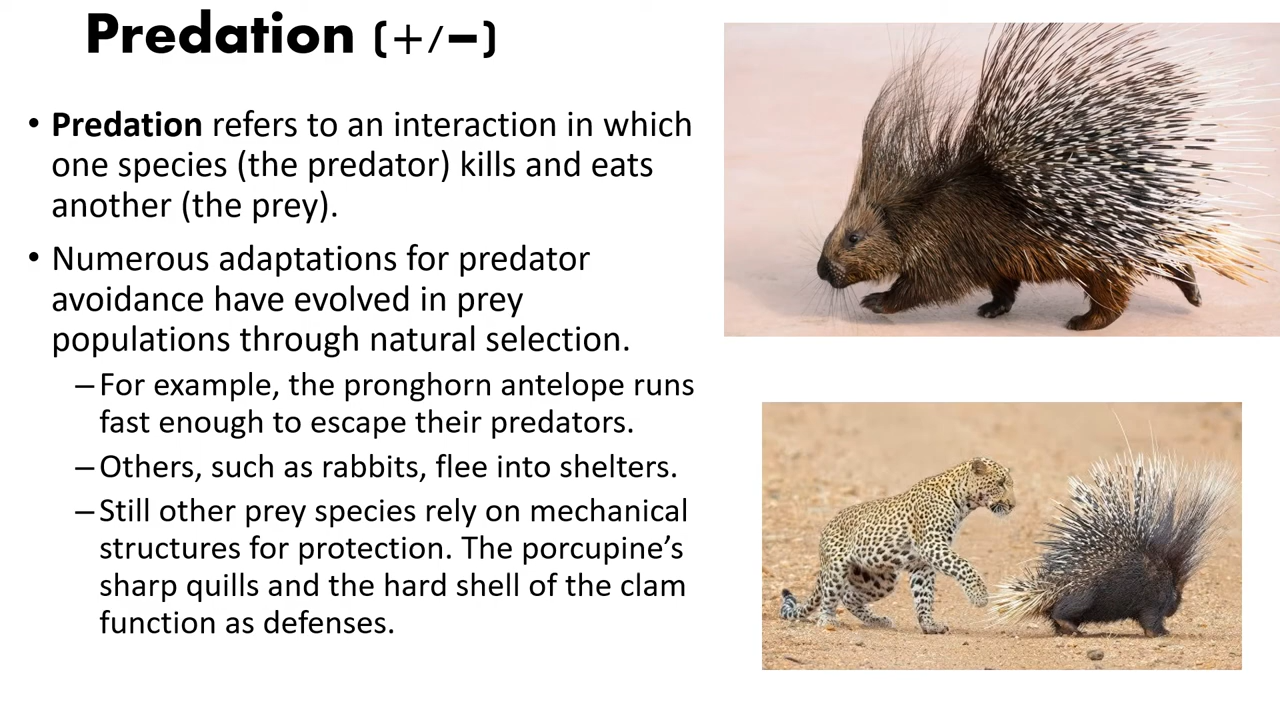 Predation (+/–)
• Predation refers to an interaction in which
one species (the predator) kills and eats
another (the prey).
• Numerous adaptations for predator
avoidance have evolved in prey
populations through natural selection.
–For example, the pronghorn antelope runs
fast enough to escape their predators.
–Others, such as rabbits, flee into shelters.
–Still other prey species rely on mechanical
structures for protection. The porcupine’s
sharp quills and the hard shell of the clam
function as defenses.